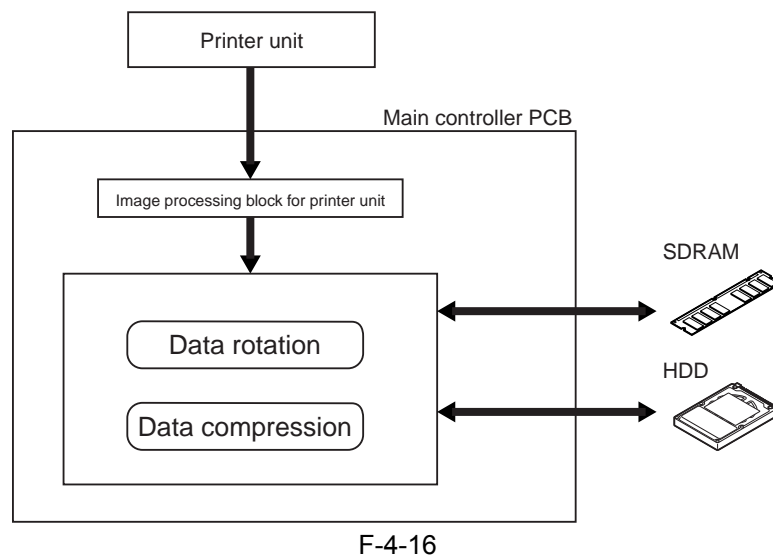 Printer unit
Main controller PCB
Image processing block for printer unit
SDRAM
Data rotation
HDD
Data compression
F-4-16